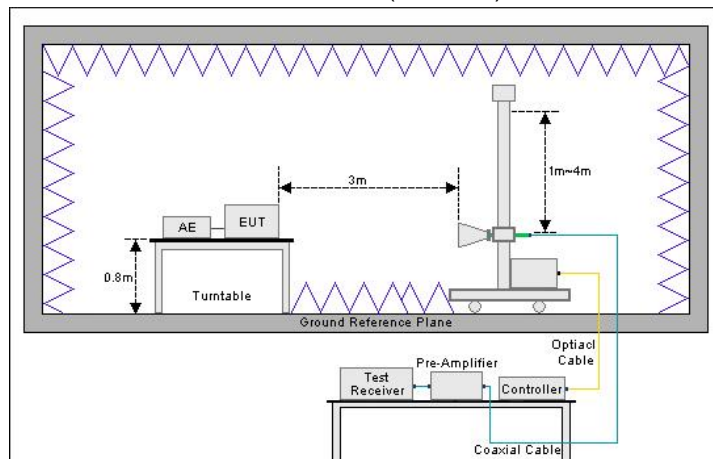 3m
1m~4m
AE
EUT
0.8m
Turntable
Ground Reference Plane
Optiacl
Cable
Pre-Amplifier
Test
Receiver
Controller
Coaxial Cable